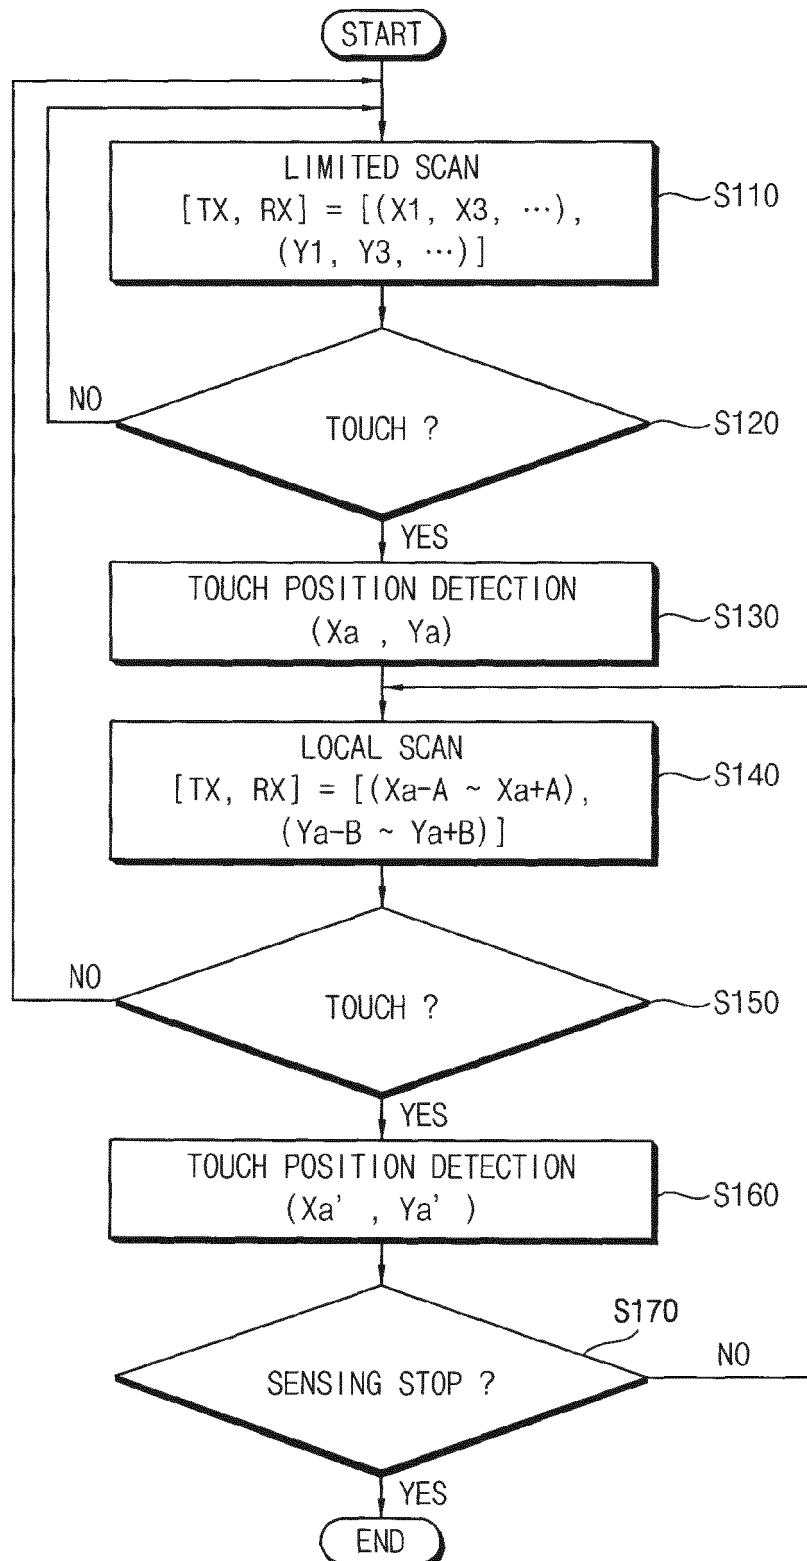 START
LIMITED SCAN
[TX, RX] = [(X1, X3, ⋯),
(Y1, Y3, ⋯)]
S110
NO
TOUCH ?
S120
YES
TOUCH POSITION DETECTION
(Xa , Ya)
S130
LOCAL SCAN
[TX, RX] = [(Xa-A ~ Xa+A),
(Ya-B ~ Ya+B)]
S140
NO
TOUCH ?
S150
YES
TOUCH POSITION DETECTION
(Xa' , Ya' )
S160
S170
SENSING STOP ?
NO
YES
END